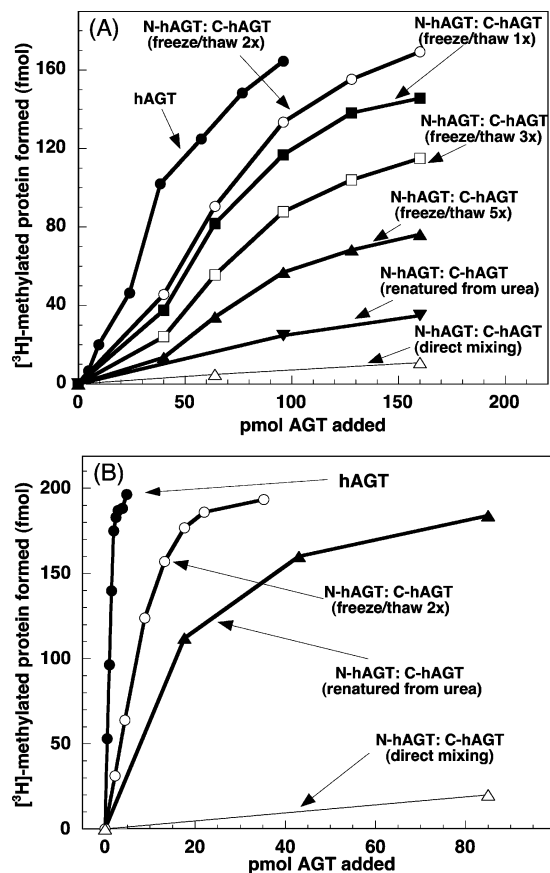 (A)
N-hAGT: C-hAGT
(freeze/thaw 2x)
N-hAGT: C-hAGT
(freeze/thaw 1x)
hAGT
N-hAGT: C-hAGT
(freeze/thaw 3x)
N-hAGT: C-hAGT
(freeze/thaw 5x)
N-hAGT: C-hAGT
(renatured from urea)
N-hAGT: C-hAGT
(direct mixing)
[³H]-methylated protein formed (fmol)
160
120
80
40
0
0 50 100 150 200
pmol AGT added
(B)
hAGT
N-hAGT: C-hAGT
(freeze/thaw 2x)
N-hAGT: C-hAGT
(renatured from urea)
N-hAGT: C-hAGT
(direct mixing)
[³H]-methylated protein formed (fmol)
200
150
100
50
0
0 20 40 60 80
pmol AGT added